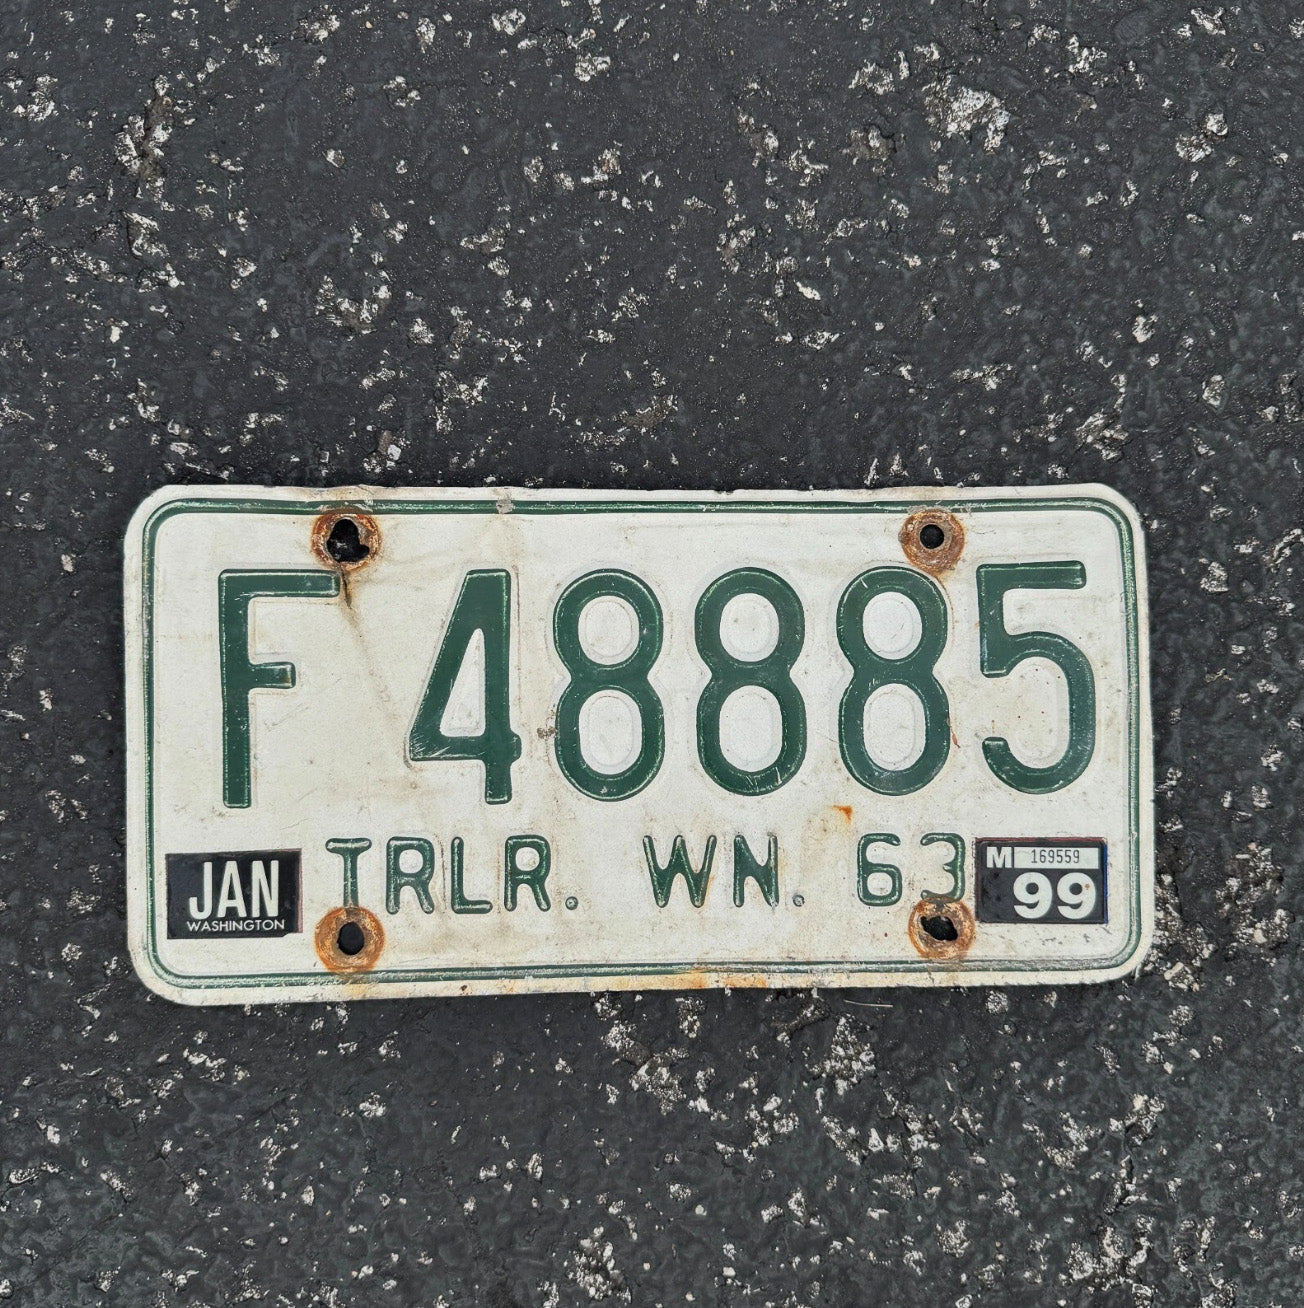 F 48885
JAN
WASHINGTON
TRLR. WN. 63
M 169559
99